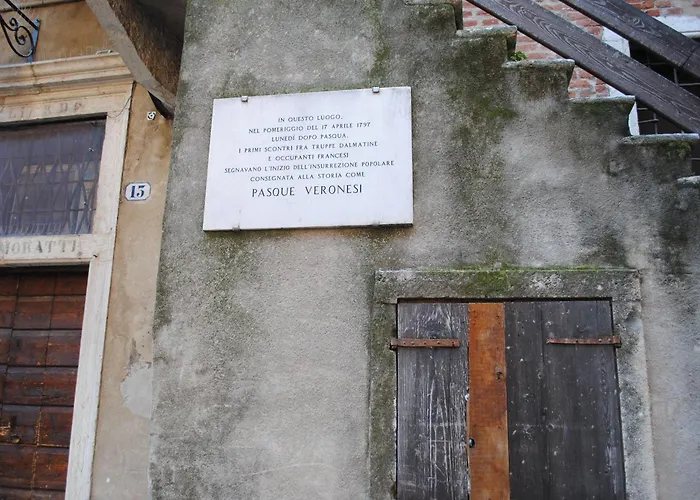 IN QUESTO LUOGO,
NEL POMERIGGIO DEL 17 APRILE 1797
LUNEDÌ DOPO PASQUA,
I PRIMI SCONTRI FRA TRUPPE DALMATINE
E OCCUPANTI FRANCESI
SEGNAVANO L'INIZIO DELL'INSURREZIONE POPOLARE
CONSEGNATA ALLA STORIA COME
PASQUE VERONESI
15